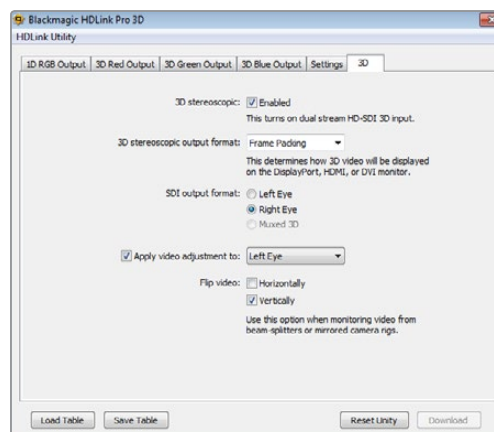 Blackmagic HDLink Pro 3D
HDLink Utility
1D RGB Output 3D Red Output 3D Green Output 3D Blue Output Settings 3D
3D stereoscopic: Enabled
This turns on dual stream HD-SDI 3D input.
3D stereoscopic output format: Frame Packing
This determines how 3D video will be displayed
on the DisplayPort, HDMI, or DVI monitor.
SDI output format: Left Eye
Right Eye
Muxed 3D
Apply video adjustment to: Left Eye
Flip video: Horizontally
Vertically
Use this option when monitoring video from
beam-splitters or mirrored camera rigs.
Load Table Save Table Reset Unity Download